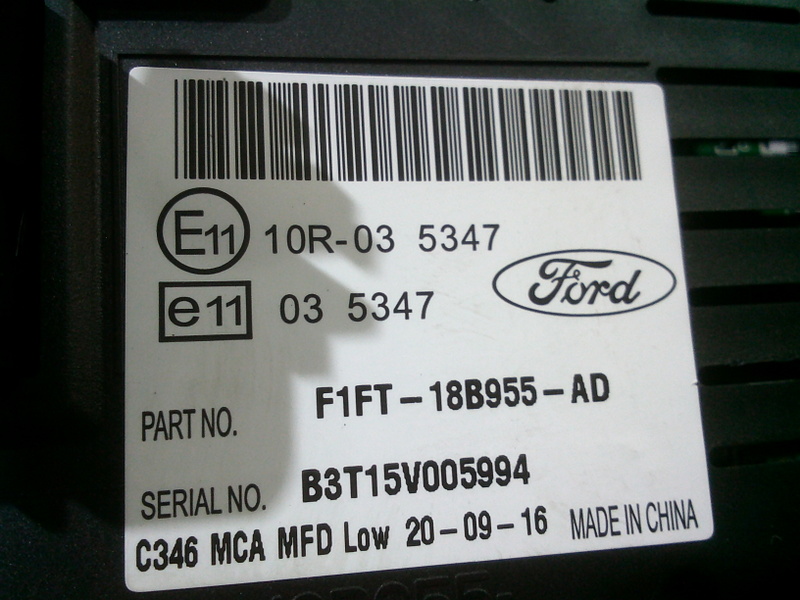 E11 10R-03 5347
Ford
e11 03 5347
PART NO. F1FT-18B955-AD
SERIAL NO. B3T15V005994
C346 MCA MFD Low 20-09-16 MADE IN CHINA